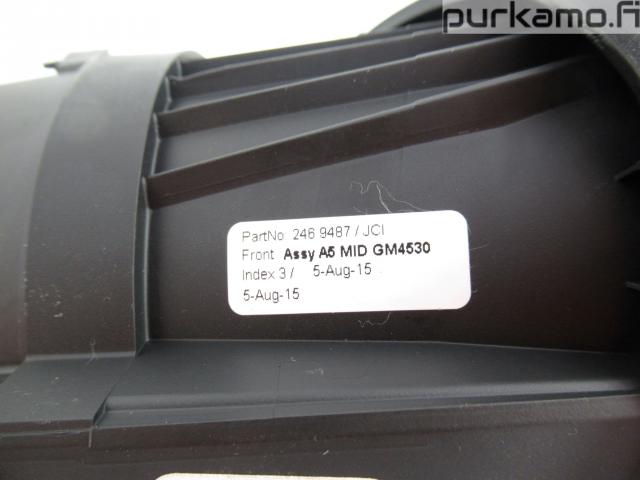 purkamo.fi
PartNo: 246 9487 / JCI
Front Assy A5 MID GM4530
Index 3 / 5-Aug-15
5-Aug-15